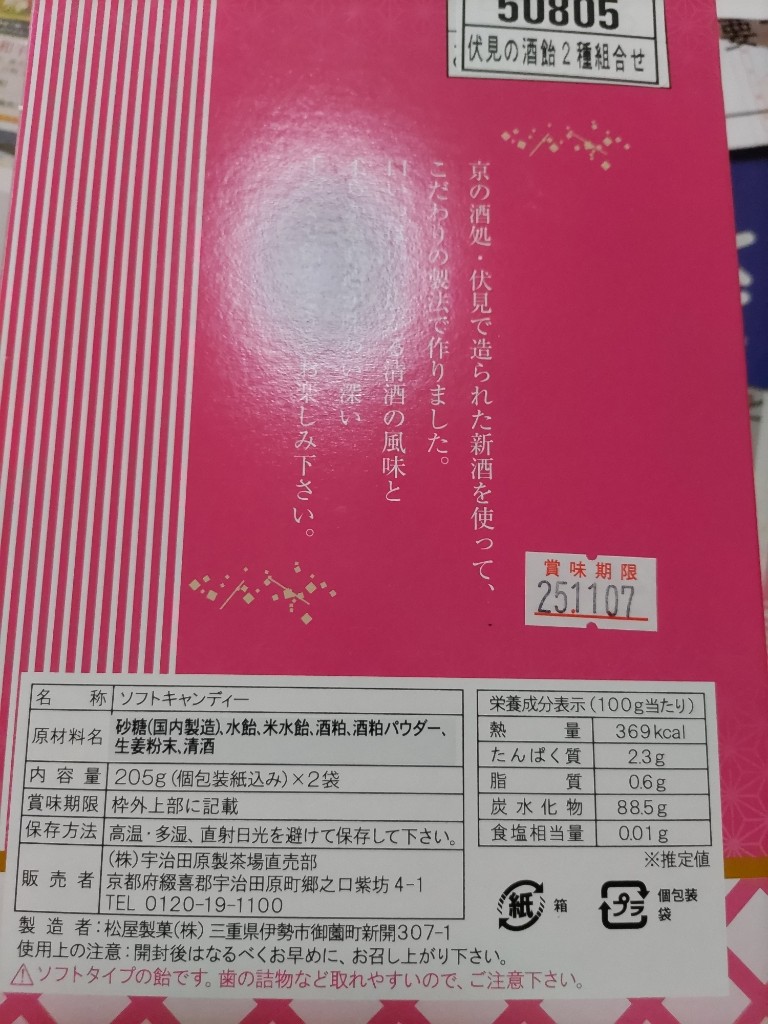 50805
伏見の酒飴2種組合せ
京の酒処・伏見で造られた新酒を使って、
こだわりの製法で作りました。
る清酒の風味と
い深い
お楽しみ下さい。
賞味期限
25.1107
名 称 ソフトキャンディー
原材料名 砂糖(国内製造)、水飴、米水飴、酒粕、酒粕パウダー、
生姜粉末、清酒
内容量 205g(個包装紙込み)×2袋
賞味期限 枠外上部に記載
保存方法 高温・多湿、直射日光を避けて保存して下さい。
販売者 (株)宇治田原製茶場直売部
京都府綴喜郡宇治田原町郷之口紫坊4-1
TEL 0120-19-1100
製造者:松屋製菓(株) 三重県伊勢市御薗町新開307-1
使用上の注意:開封後はなるべくお早めに、お召し上がり下さい。
⚠ソフトタイプの飴です。歯の詰物など取れやすいので、ご注意下さい。
栄養成分表示(100g当たり)
熱量 369kcal
たんぱく質 2.3g
脂質 0.6g
炭水化物 88.5g
食塩相当量 0.01g
※推定値
紙 箱
プラ 個包装
袋
要